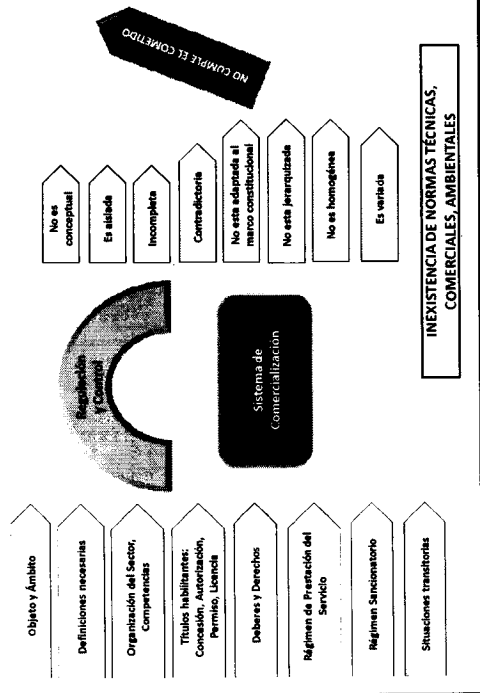 Objeto y Ámbito
Definiciones necesarias
Organización del Sector,
Competencias
Títulos habilitantes:
Concesión, Autorización,
Permiso, Licencia
Deberes y Derechos
Régimen de Prestación del
Servicio
Régimen Sancionatorio
Situaciones transitorias
Regulación
y Control
Sistema de
Comercialización
No es
conceptual
Es aislada
Incompleta
Contradictoria
No esta adaptada al
marco constitucional
No esta jerarquizada
No es homogénea
Es variada
NO CUMPLE EL COMETIDO
INEXISTENCIA DE NORMAS TÉCNICAS,
COMERCIALES, AMBIENTALES